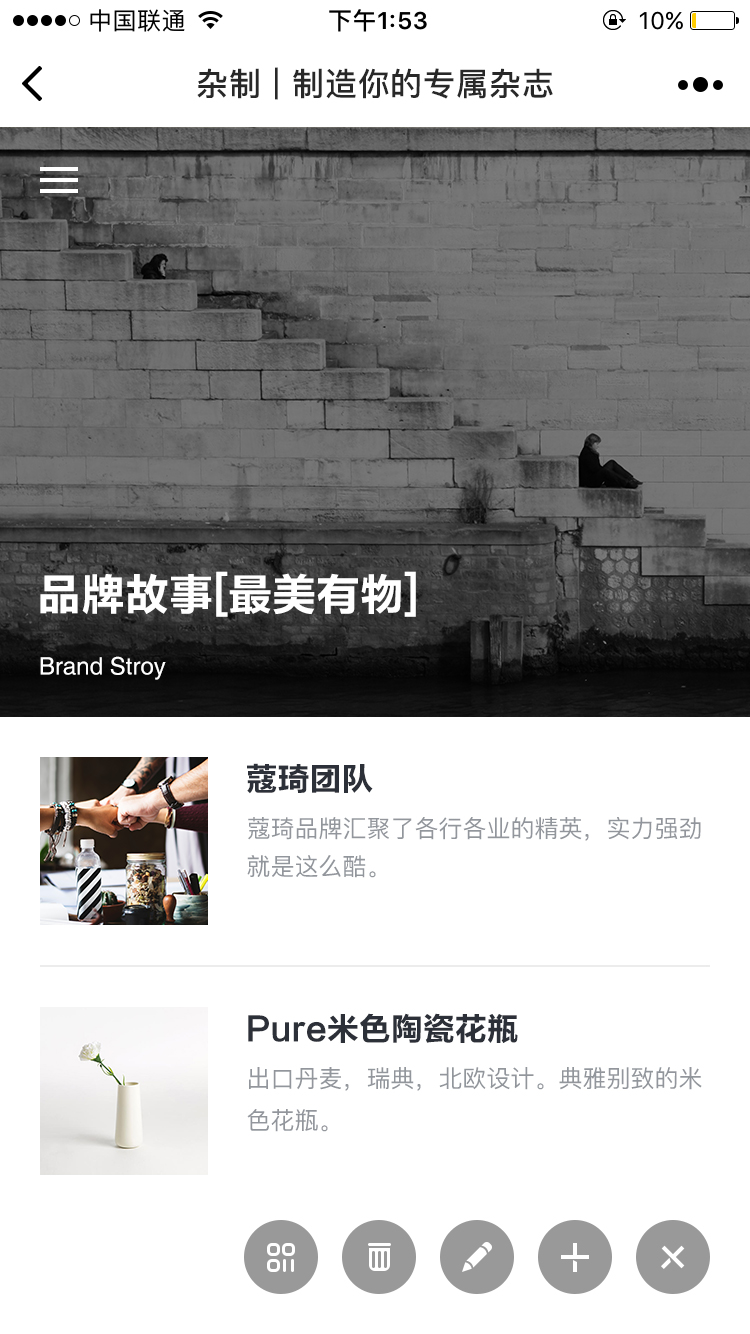 中国联通
下午1:53
10%
杂制 | 制造你的专属杂志
品牌故事[最美有物]
Brand Stroy
蔻琦团队
蔻琦品牌汇聚了各行各业的精英，实力强劲
就是这么酷。
Pure米色陶瓷花瓶
出口丹麦，瑞典，北欧设计。典雅别致的米
色花瓶。